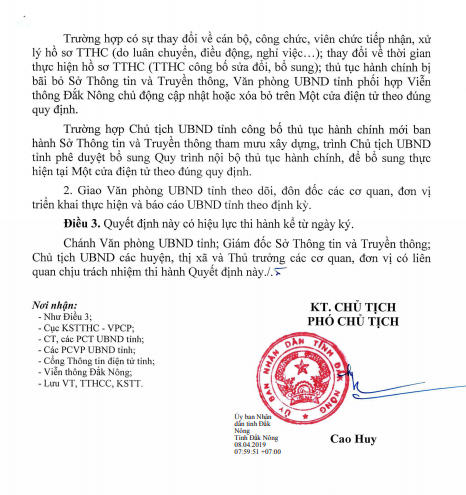 Trường hợp có sự thay đổi về cán bộ, công chức, viên chức tiếp nhận, xử
lý hồ sơ TTHC (do luân chuyển, điều động, nghỉ việc…); thay đổi về thời gian
thực hiện hồ sơ TTHC (TTHC công bố sửa đổi, bổ sung); thủ tục hành chính bị
bãi bỏ Sở Thông tin và Truyền thông, Văn phòng UBND tỉnh phối hợp Viễn
thông Đắk Nông chủ động cập nhật hoặc xóa bỏ trên Một cửa điện tử theo đúng
quy định.
Trường hợp Chủ tịch UBND tỉnh công bố thủ tục hành chính mới ban
hành Sở Thông tin và Truyền thông tham mưu xây dựng, trình Chủ tịch UBND
tỉnh phê duyệt bổ sung Quy trình nội bộ thủ tục hành chính, để bổ sung thực
hiện tại Một cửa điện tử theo đúng quy định.
2. Giao Văn phòng UBND tỉnh theo dõi, đôn đốc các cơ quan, đơn vị
triển khai thực hiện và báo cáo UBND tỉnh theo định kỳ.
Điều 3. Quyết định này có hiệu lực thi hành kể từ ngày ký.
Chánh Văn phòng UBND tỉnh; Giám đốc Sở Thông tin và Truyền thông;
Chủ tịch UBND các huyện, thị xã và Thủ trưởng các cơ quan, đơn vị có liên
quan chịu trách nhiệm thi hành Quyết định này./.
Nơi nhận:
- Như Điều 3;
- Cục KSTTHC - VPCP;
- CT, các PCT UBND tỉnh;
- Các PCVP UBND tỉnh;
- Cổng Thông tin điện tử tỉnh;
- Viễn thông Đắk Nông;
- Lưu VT, TTHCC, KSTT.
KT. CHỦ TỊCH
PHÓ CHỦ TỊCH
ỦY BAN NHÂN DÂN TỈNH ĐẮK NÔNG
Ủy ban Nhân
dân tỉnh Đắk
Nông
Tỉnh Đắk Nông
08.04.2019
07:59:51 +07:00
Cao Huy